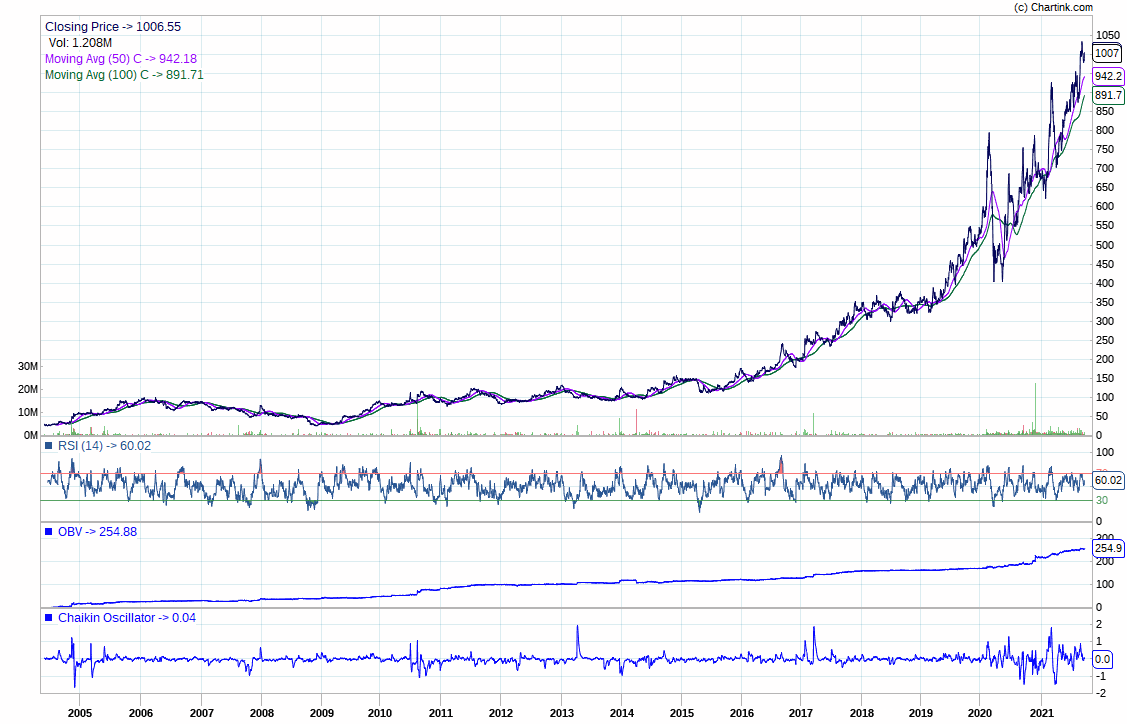 (c) Chartink.com
Closing Price -> 1006.55
Vol: 1.208M
Moving Avg (50) C -> 942.18
Moving Avg (100) C -> 891.71
1050
1007
942.2
891.7
850
800
750
700
650
600
550
500
450
400
350
300
250
200
150
100
50
0
30M
20M
10M
0M
RSI (14) -> 60.02
100
70
60.02
30
0
OBV -> 254.88
300
254.9
200
100
0
Chaikin Oscillator -> 0.04
2
1
0.0
-1
-2
2005 2006 2007 2008 2009 2010 2011 2012 2013 2014 2015 2016 2017 2018 2019 2020 2021